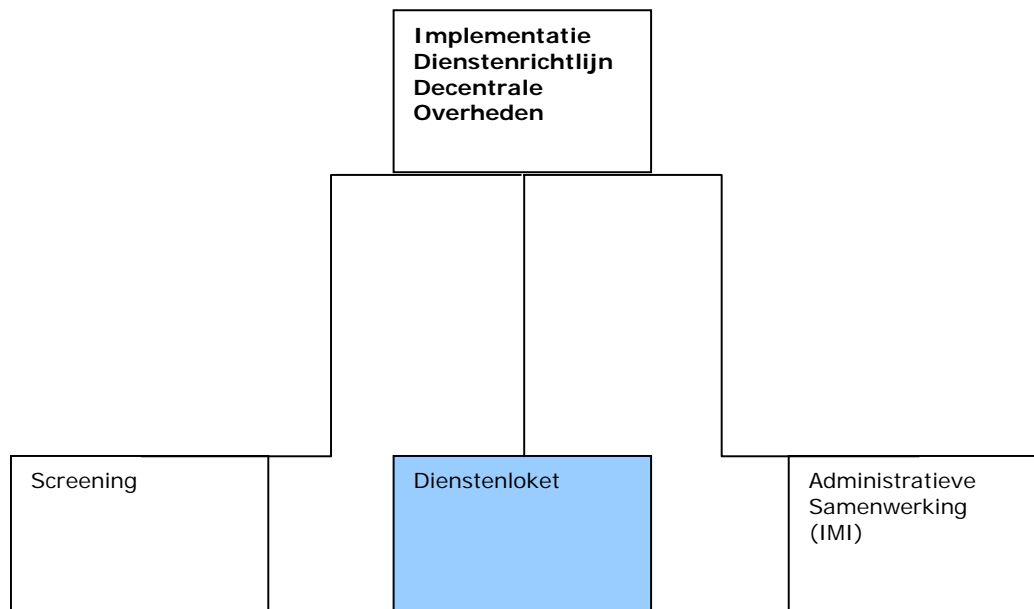 Implementatie
Dienstenrichtlijn
Decentrale
Overheden
Screening
Dienstenloket
Administratieve
Samenwerking
(IMI)